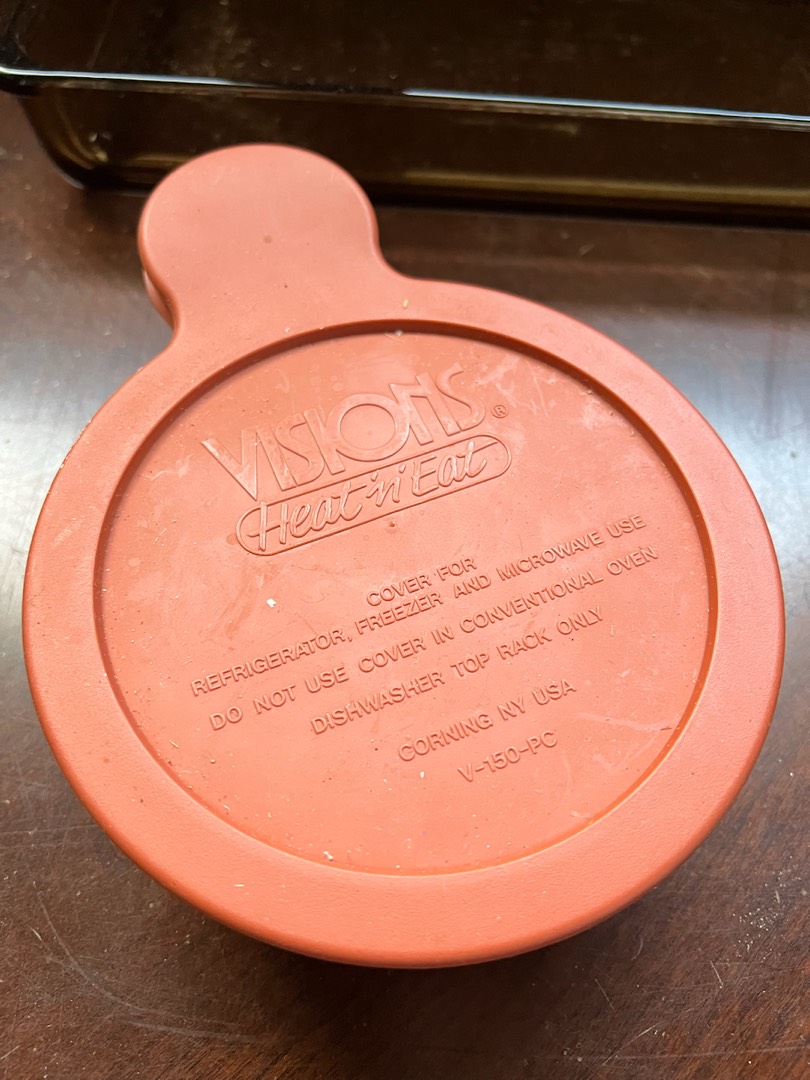 VISIONS®
Heat 'n' Eat
COVER FOR
REFRIGERATOR, FREEZER AND MICROWAVE USE
DO NOT USE COVER IN CONVENTIONAL OVEN
DISHWASHER TOP RACK ONLY
CORNING NY USA
V-150-PC